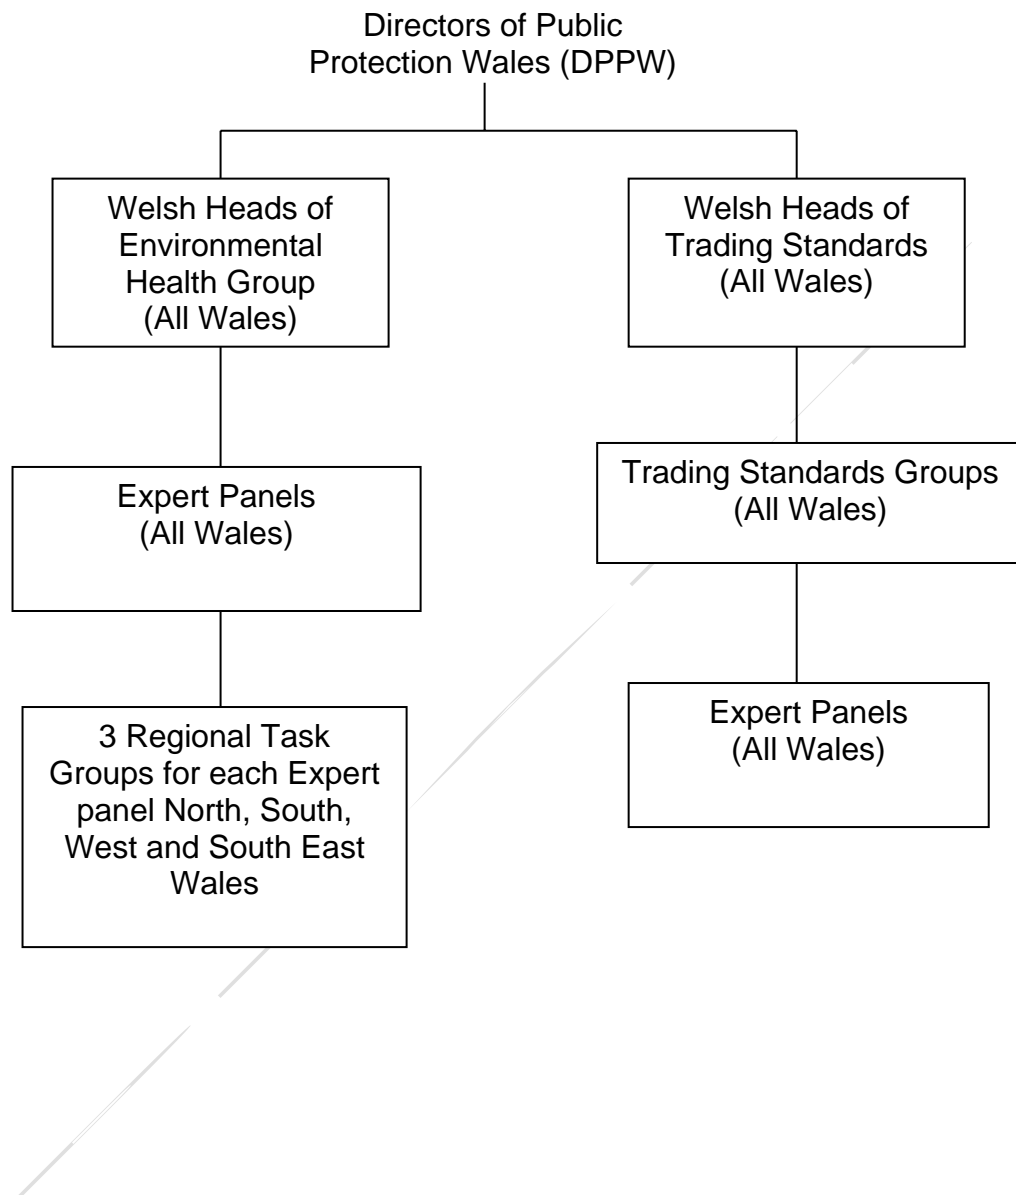 Directors of Public
Protection Wales (DPPW)
Welsh Heads of
Environmental
Health Group
(All Wales)
Welsh Heads of
Trading Standards
(All Wales)
Expert Panels
(All Wales)
Trading Standards Groups
(All Wales)
3 Regional Task
Groups for each Expert
panel North, South,
West and South East
Wales
Expert Panels
(All Wales)